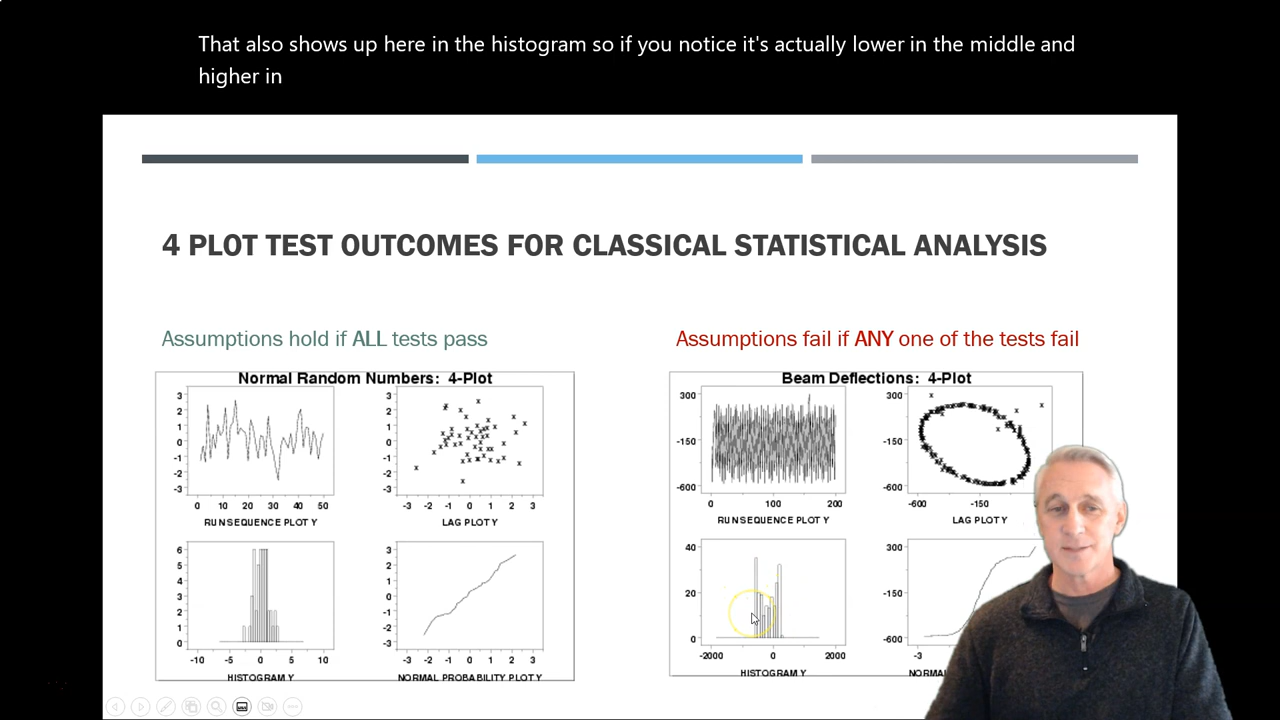 That also shows up here in the histogram so if you notice it's actually lower in the middle and
higher in
4 PLOT TEST OUTCOMES FOR CLASSICAL STATISTICAL ANALYSIS
Assumptions hold if ALL tests pass
Normal Random Numbers: 4-Plot
3
2
1
0
-1
-2
-3
0 10 20 30 40 50
RUN SEQUENCE PLOT Y
3
2
1
0
-1
-2
-3
-3 -2 -1 0 1 2 3
LAG PLOT Y
6
5
4
3
2
1
0
-10 -5 0 5 10
HISTOGRAM Y
3
2
1
0
-1
-2
-3
-3 -2 -1 0 1 2 3
NORMAL PROBABILITY PLOT Y
Assumptions fail if ANY one of the tests fail
Beam Deflections: 4-Plot
300
-150
-600
0 100 200
RUN SEQUENCE PLOT Y
300
-150
-600
-600 -150
LAG PLOT Y
40
20
0
-2000 0 2000
HISTOGRAM Y
300
-150
-600
-3
NORMAL